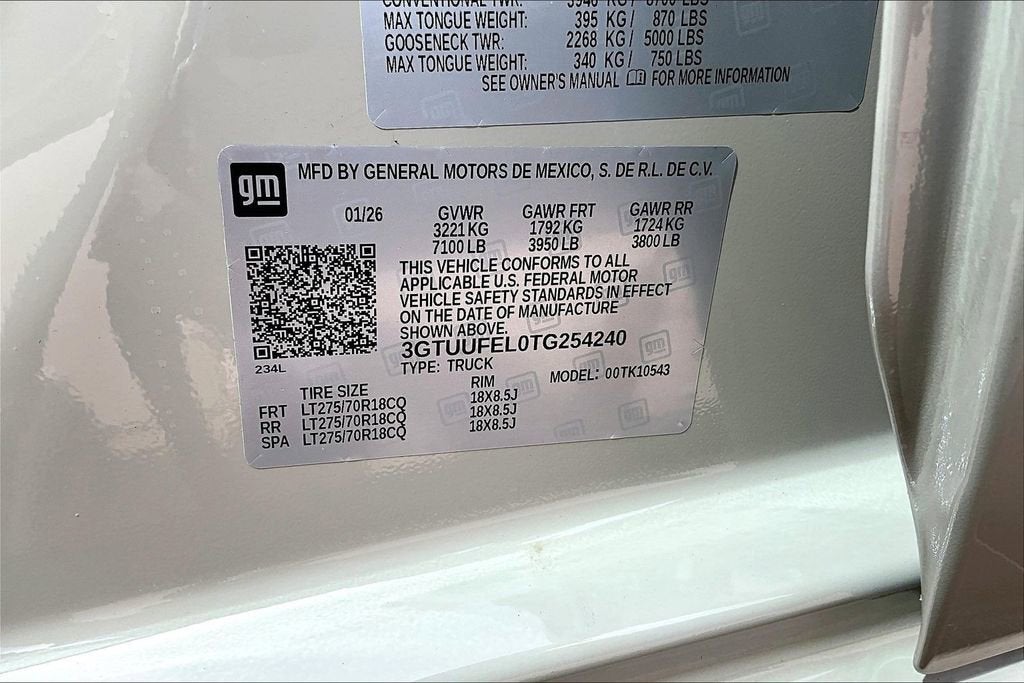 CONVENTIONAL TWR: 3946 KG / 8700 LBS
MAX TONGUE WEIGHT: 395 KG / 870 LBS
GOOSENECK TWR: 2268 KG / 5000 LBS
MAX TONGUE WEIGHT: 340 KG / 750 LBS
SEE OWNER'S MANUAL FOR MORE INFORMATION
gm MFD BY GENERAL MOTORS DE MEXICO, S. DE R.L. DE C.V.
01/26 GVWR GAWR FRT GAWR RR
3221 KG 1792 KG 1724 KG
7100 LB 3950 LB 3800 LB
THIS VEHICLE CONFORMS TO ALL
APPLICABLE U.S. FEDERAL MOTOR
VEHICLE SAFETY STANDARDS IN EFFECT
ON THE DATE OF MANUFACTURE
SHOWN ABOVE.
3GTUUFEL0TG254240
234L
TYPE: TRUCK
MODEL: 00TK10543
TIRE SIZE RIM
FRT LT275/70R18CQ 18X8.5J
RR LT275/70R18CQ 18X8.5J
SPA LT275/70R18CQ 18X8.5J